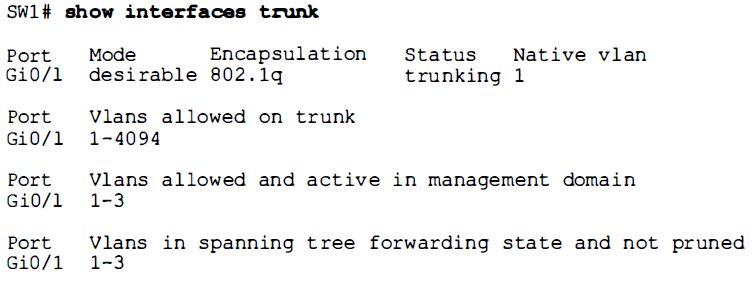 SW1# show interfaces trunk
Port Mode Encapsulation Status Native vlan
Gi0/1 desirable 802.1q trunking 1
Port Vlans allowed on trunk
Gi0/1 1-4094
Port Vlans allowed and active in management domain
Gi0/1 1-3
Port Vlans in spanning tree forwarding state and not pruned
Gi0/1 1-3